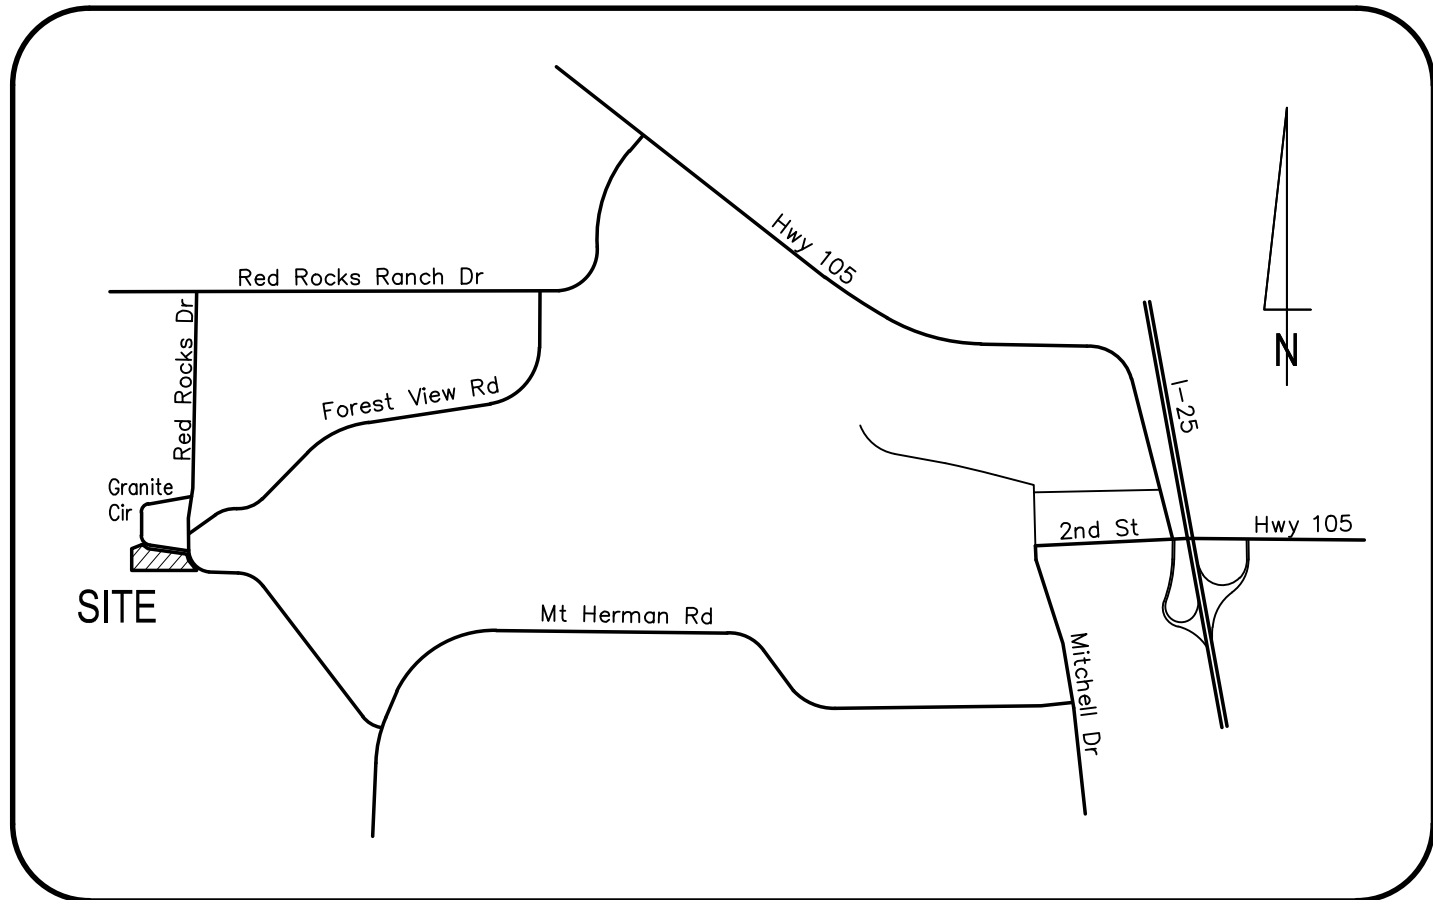 Hwy 105
Red Rocks Ranch Dr
Red Rocks Dr
N
Forest View Rd
I-25
Granite
Cir
2nd St
Hwy 105
SITE
Mt Herman Rd
Mitchell Dr